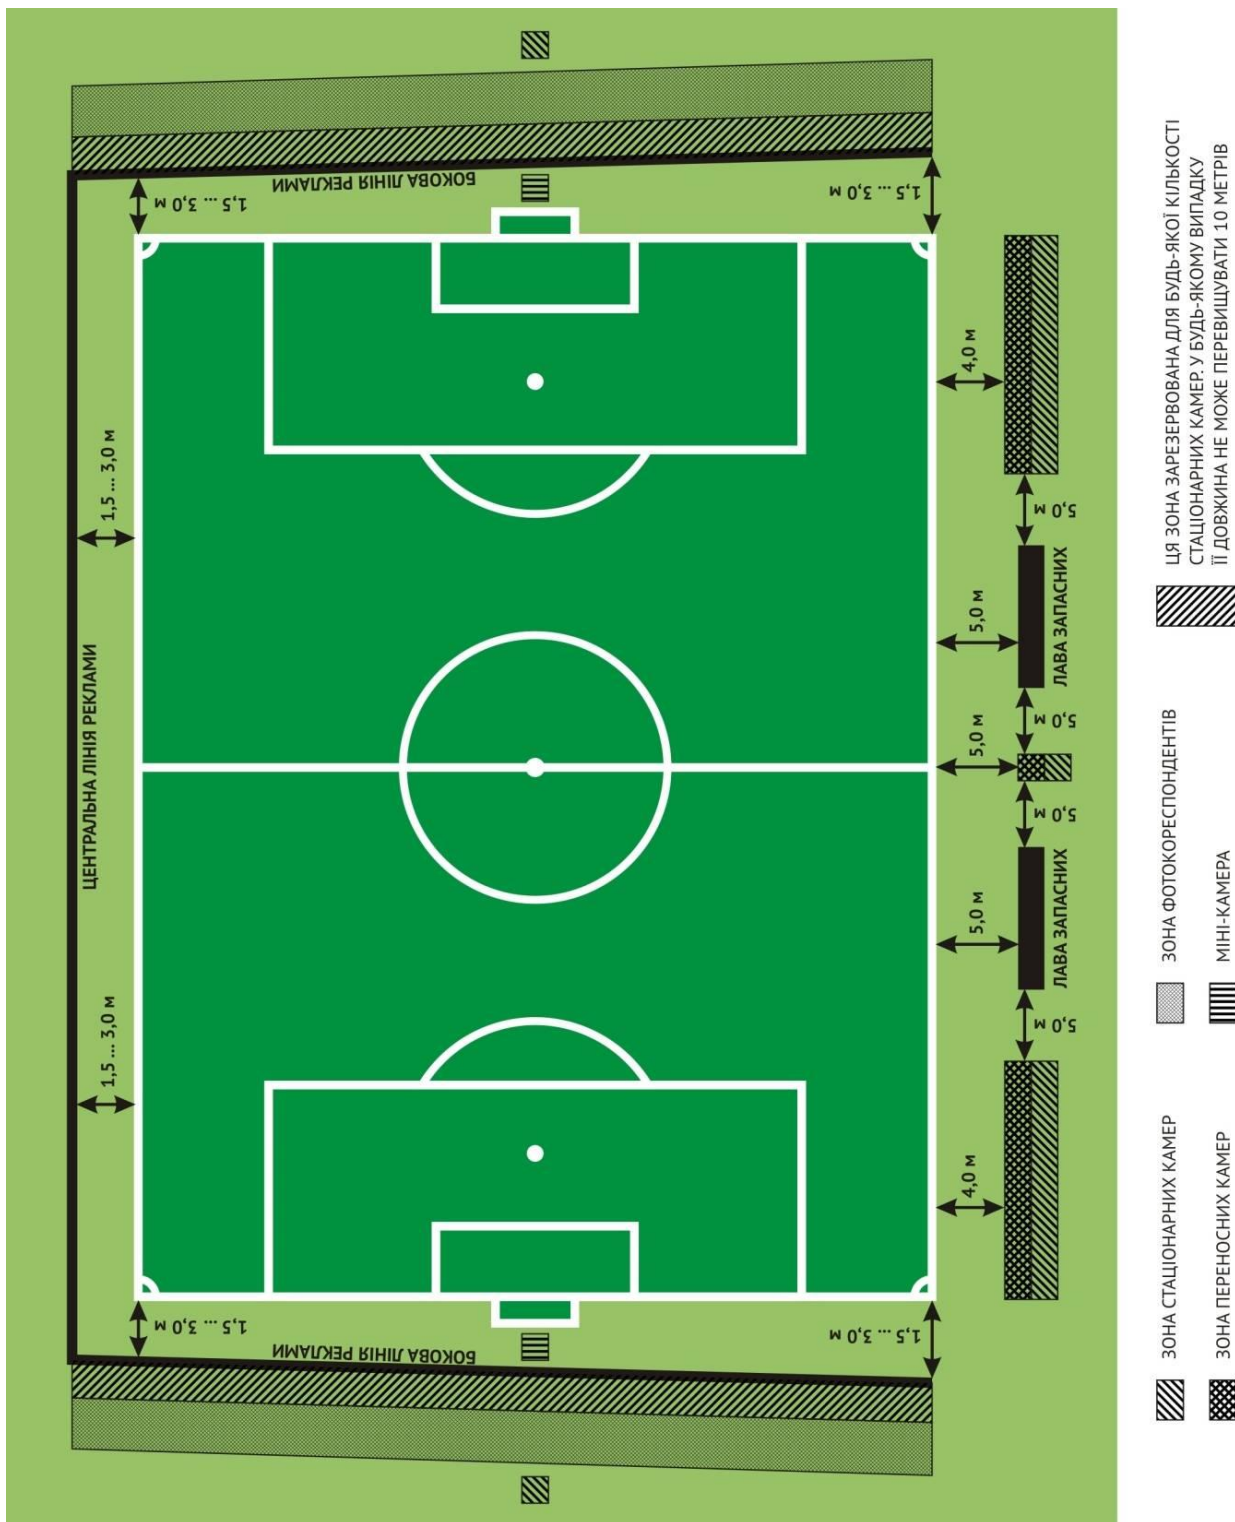 ЦЕНТРАЛЬНА ЛІНІЯ РЕКЛАМИ
1,5 ... 3,0 м
1,5 ... 3,0 м
БОКОВА ЛІНІЯ РЕКЛАМИ
1,5 ... 3,0 м
1,5 ... 3,0 м
БОКОВА ЛІНІЯ РЕКЛАМИ
1,5 ... 3,0 м
1,5 ... 3,0 м
4,0 м
5,0 м
5,0 м
5,0 м
4,0 м
5,0 м
5,0 м
5,0 м
5,0 м
ЛАВА ЗАПАСНИХ
ЛАВА ЗАПАСНИХ
ЗОНА СТАЦІОНАРНИХ КАМЕР
ЗОНА ПЕРЕНОСНИХ КАМЕР
ЗОНА ФОТОКОРЕСПОНДЕНТІВ
МІНІ-КАМЕРА
ЦЯ ЗОНА ЗАРЕЗЕРВОВАНА ДЛЯ БУДЬ-ЯКОЇ КІЛЬКОСТІ
СТАЦІОНАРНИХ КАМЕР. У БУДЬ-ЯКОМУ ВИПАДКУ
ЇЇ ДОВЖИНА НЕ МОЖЕ ПЕРЕВИЩУВАТИ 10 МЕТРІВ